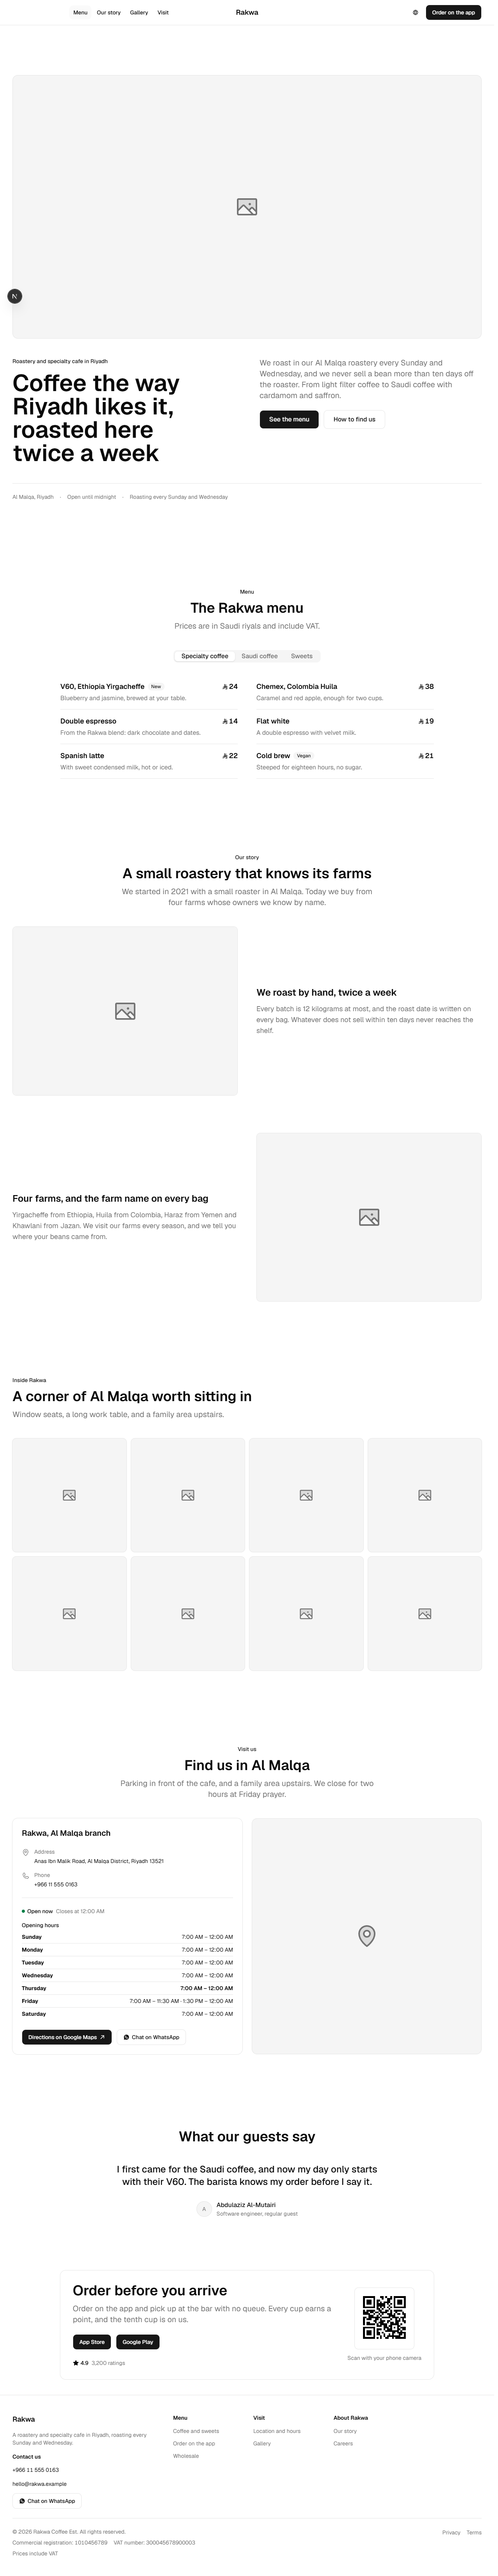 Menu Our story Gallery Visit Rakwa Order on the app
N
Roastery and specialty cafe in Riyadh
Coffee the way
Riyadh likes it,
roasted here
twice a week
We roast in our Al Malqa roastery every Sunday and
Wednesday, and we never sell a bean more than ten days off
the roaster. From light filter coffee to Saudi coffee with
cardamom and saffron.
See the menu How to find us
Al Malqa, Riyadh · Open until midnight · Roasting every Sunday and Wednesday
Menu
The Rakwa menu
Prices are in Saudi riyals and include VAT.
Specialty coffee Saudi coffee Sweets
V60, Ethiopia Yirgacheffe New 24
Blueberry and jasmine, brewed at your table.
Chemex, Colombia Huila 38
Caramel and red apple, enough for two cups.
Double espresso 14
From the Rakwa blend: dark chocolate and dates.
Flat white 19
A double espresso with velvet milk.
Spanish latte 22
With sweet condensed milk, hot or iced.
Cold brew Vegan 21
Steeped for eighteen hours, no sugar.
Our story
A small roastery that knows its farms
We started in 2021 with a small roaster in Al Malqa. Today we buy from
four farms whose owners we know by name.
We roast by hand, twice a week
Every batch is 12 kilograms at most, and the roast date is written on
every bag. Whatever does not sell within ten days never reaches the
shelf.
Four farms, and the farm name on every bag
Yirgacheffe from Ethiopia, Huila from Colombia, Haraz from Yemen and
Khawlani from Jazan. We visit our farms every season, and we tell you
where your beans came from.
Inside Rakwa
A corner of Al Malqa worth sitting in
Window seats, a long work table, and a family area upstairs.
Visit us
Find us in Al Malqa
Parking in front of the cafe, and a family area upstairs. We close for two
hours at Friday prayer.
Rakwa, Al Malqa branch
Address
Anas Ibn Malik Road, Al Malqa District, Riyadh 13521
Phone
+966 11 555 0163
Open now Closes at 12:00 AM
Opening hours
Sunday 7:00 AM – 12:00 AM
Monday 7:00 AM – 12:00 AM
Tuesday 7:00 AM – 12:00 AM
Wednesday 7:00 AM – 12:00 AM
Thursday 7:00 AM – 12:00 AM
Friday 7:00 AM – 11:30 AM · 1:30 PM – 12:00 AM
Saturday 7:00 AM – 12:00 AM
Directions on Google Maps Chat on WhatsApp
What our guests say
I first came for the Saudi coffee, and now my day only starts
with their V60. The barista knows my order before I say it.
A
Abdulaziz Al-Mutairi
Software engineer, regular guest
Order before you arrive
Order on the app and pick up at the bar with no queue. Every cup earns a
point, and the tenth cup is on us.
App Store Google Play
4.9 3,200 ratings
Scan with your phone camera
Rakwa
A roastery and specialty cafe in Riyadh, roasting every
Sunday and Wednesday.
Contact us
+966 11 555 0163
hello@rakwa.example
Chat on WhatsApp
Menu
Coffee and sweets
Order on the app
Wholesale
Visit
Location and hours
Gallery
About Rakwa
Our story
Careers
© 2026 Rakwa Coffee Est. All rights reserved.
Commercial registration: 1010456789 VAT number: 300045678900003
Prices include VAT
Privacy Terms